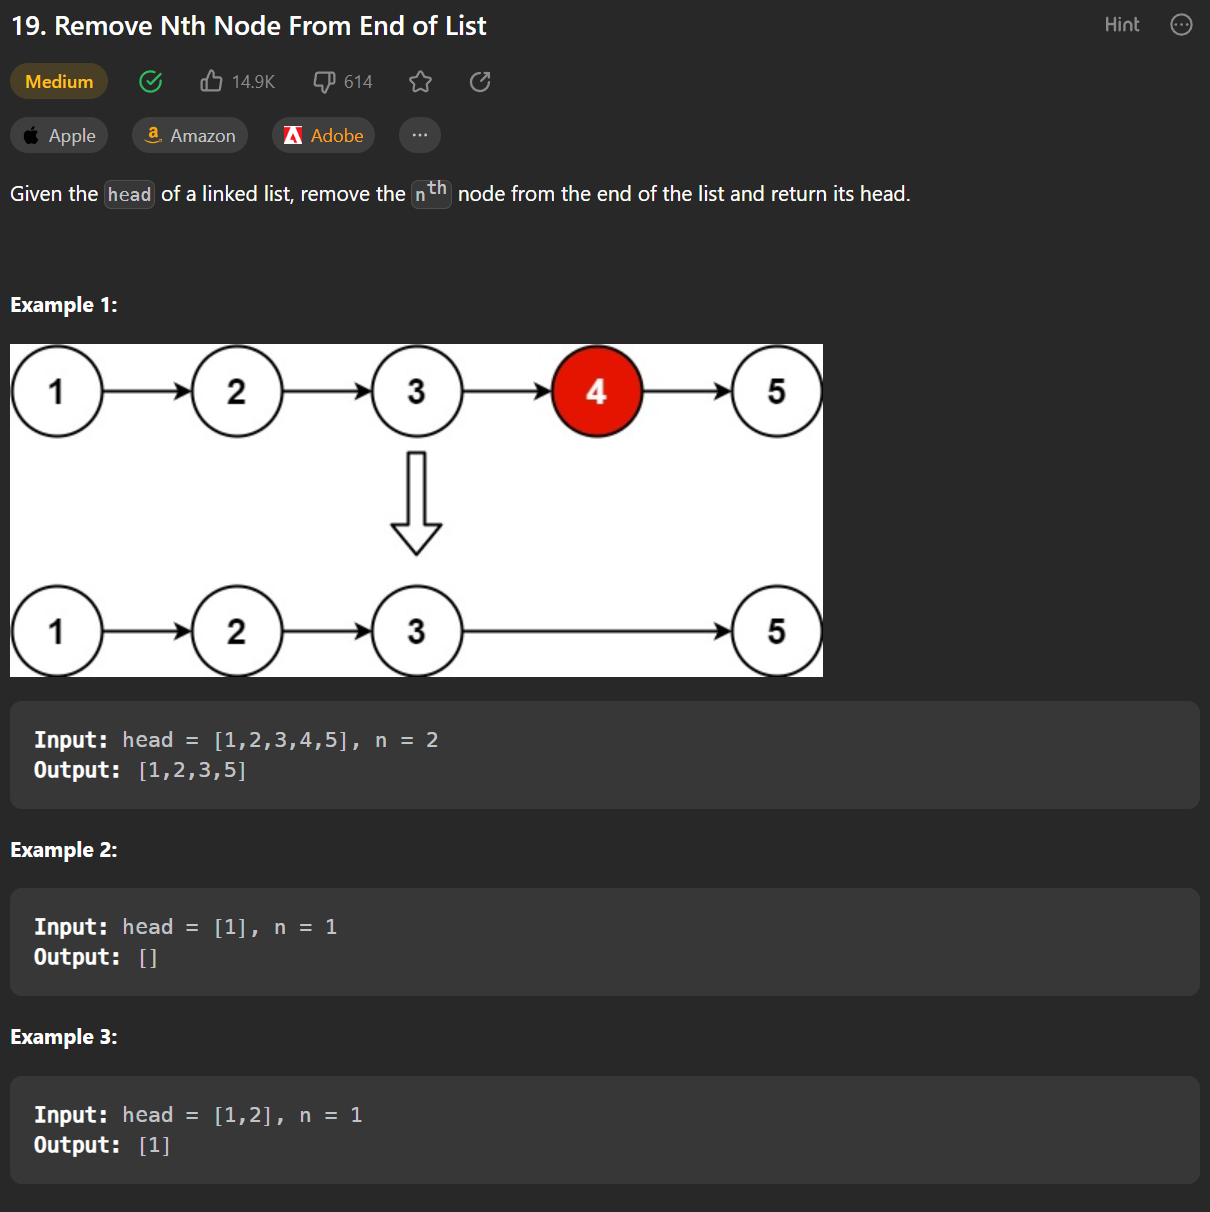 19. Remove Nth Node From End of List
Hint
Medium
14.9K
614
Apple
Amazon
Adobe
Given the head of a linked list, remove the nth node from the end of the list and return its head.
Example 1:
1 2 3 4 5
1 2 3 5
Input: head = [1,2,3,4,5], n = 2
Output: [1,2,3,5]
Example 2:
Input: head = [1], n = 1
Output: []
Example 3:
Input: head = [1,2], n = 1
Output: [1]